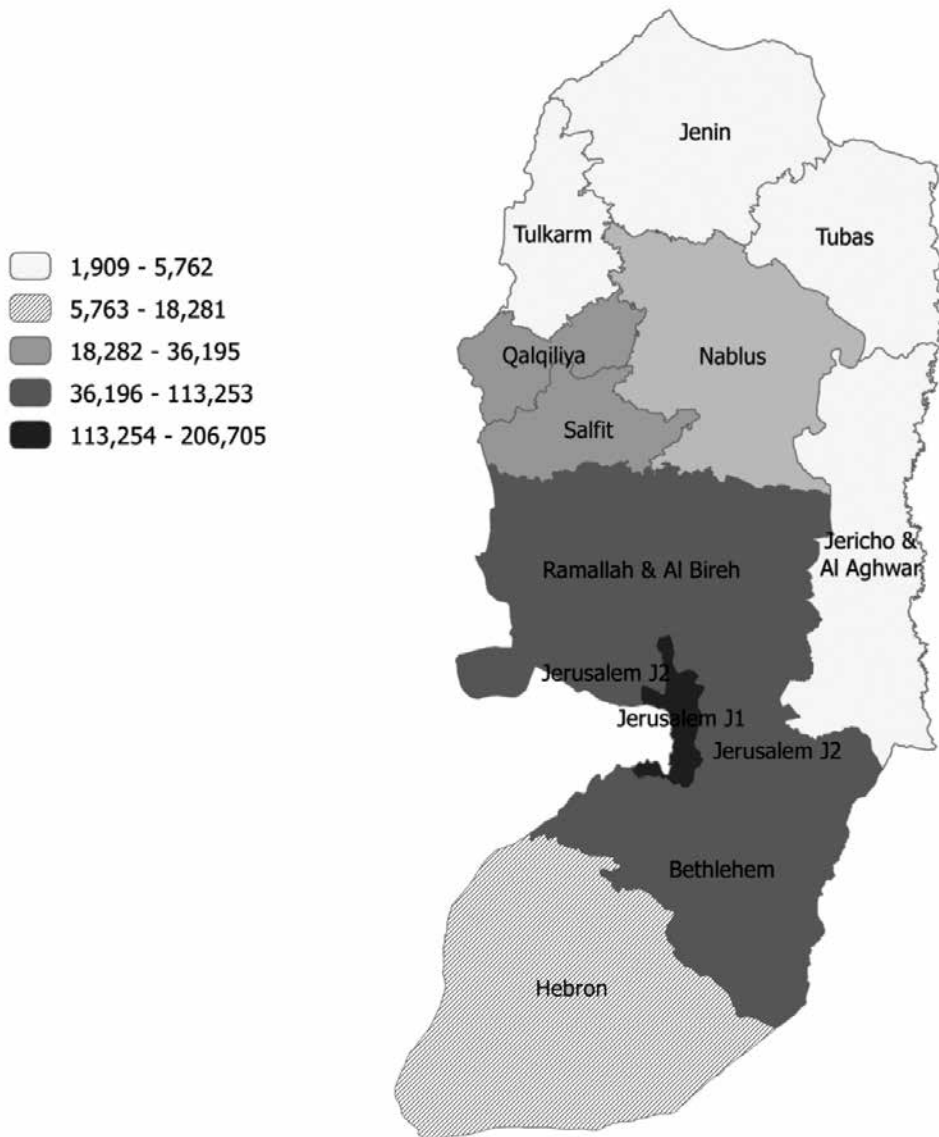 1,909 - 5,762
5,763 - 18,281
18,282 - 36,195
36,196 - 113,253
113,254 - 206,705
Jenin
Tulkarm
Tubas
Qalqiliya
Nablus
Salfit
Jericho &
Al Aghwar
Ramallah & Al Bireh
Jerusalem J2
Jerusalem J1
Jerusalem J2
Bethlehem
Hebron